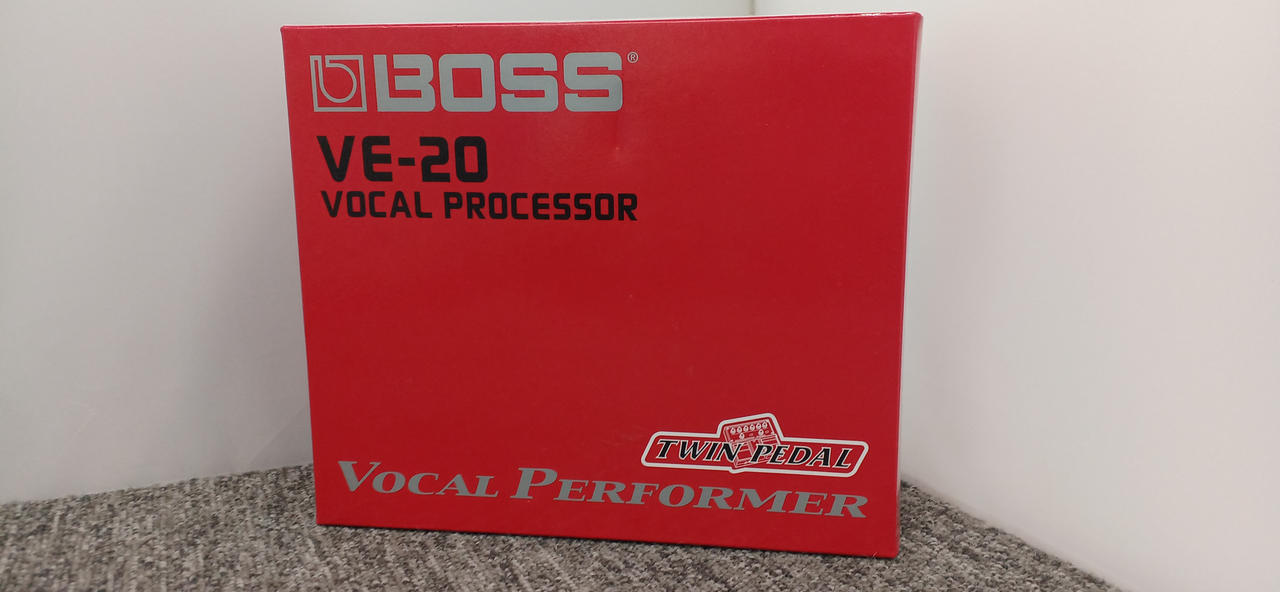 BOSS®
VE-20
VOCAL PROCESSOR
TWIN PEDAL
VOCAL PERFORMER